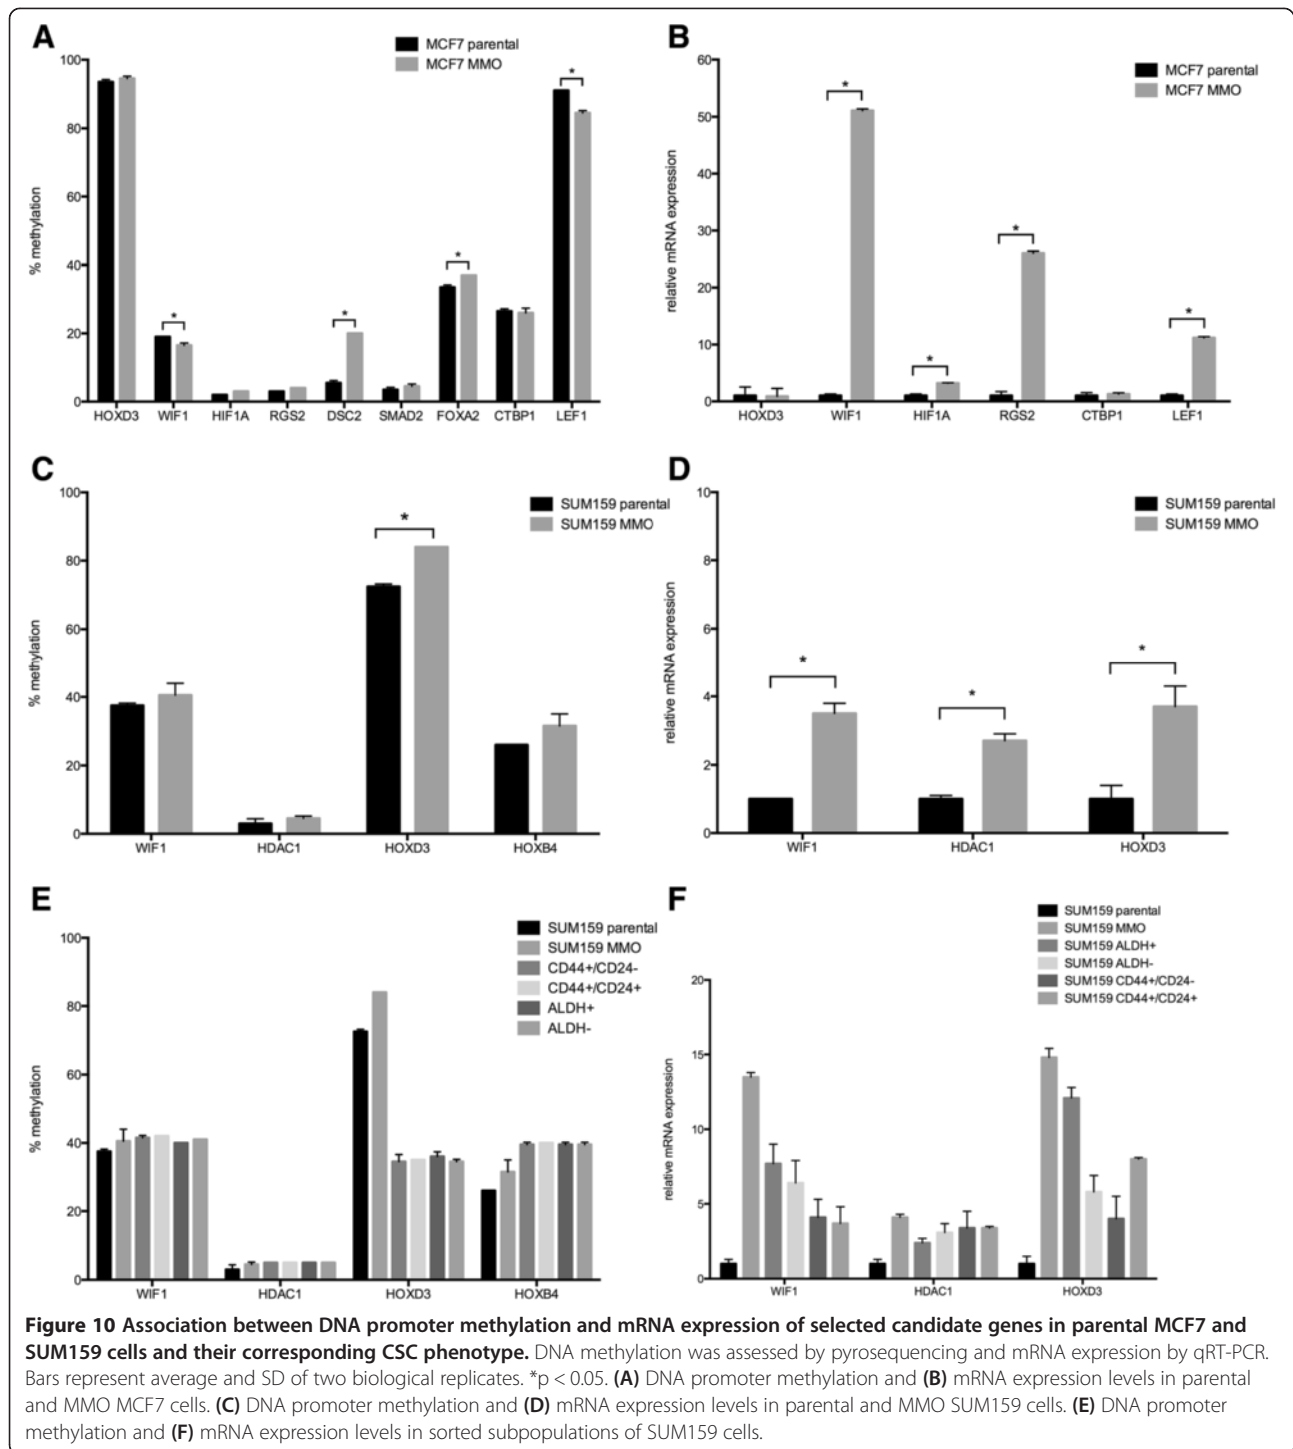 A
MCF7 parental
MCF7 MMO
% methylation
100
80
60
40
20
0
* * * *
HOXD3 WIF1 HIF1A RGS2 DSC2 SMAD2 FOXA2 CTBP1 LEF1
B
MCF7 parental
MCF7 MMO
relative mRNA expression
60
50
40
30
20
10
0
* * * *
HOXD3 WIF1 HIF1A RGS2 CTBP1 LEF1
C
SUM159 parental
SUM159 MMO
% methylation
100
80
60
40
20
0
*
WIF1 HDAC1 HOXD3 HOXB4
D
SUM159 parental
SUM159 MMO
relative mRNA expression
10
8
6
4
2
0
* * *
WIF1 HDAC1 HOXD3
E
SUM159 parental
SUM159 MMO
CD44+/CD24-
CD44+/CD24+
ALDH+
ALDH-
% methylation
100
80
60
40
20
0
WIF1 HDAC1 HOXD3 HOXB4
F
SUM159 parental
SUM159 MMO
SUM159 ALDH+
SUM159 ALDH-
SUM159 CD44+/CD24-
SUM159 CD44+/CD24+
relative mRNA expression
20
15
10
5
0
WIF1 HDAC1 HOXD3
Figure 10 Association between DNA promoter methylation and mRNA expression of selected candidate genes in parental MCF7 and
SUM159 cells and their corresponding CSC phenotype. DNA methylation was assessed by pyrosequencing and mRNA expression by qRT-PCR.
Bars represent average and SD of two biological replicates. *p < 0.05. (A) DNA promoter methylation and (B) mRNA expression levels in parental
and MMO MCF7 cells. (C) DNA promoter methylation and (D) mRNA expression levels in parental and MMO SUM159 cells. (E) DNA promoter
methylation and (F) mRNA expression levels in sorted subpopulations of SUM159 cells.